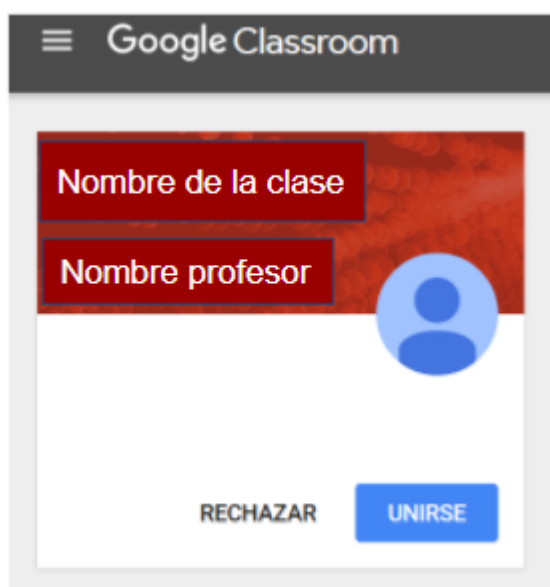 Google Classroom
Nombre de la clase
Nombre profesor
RECHAZAR UNIRSE